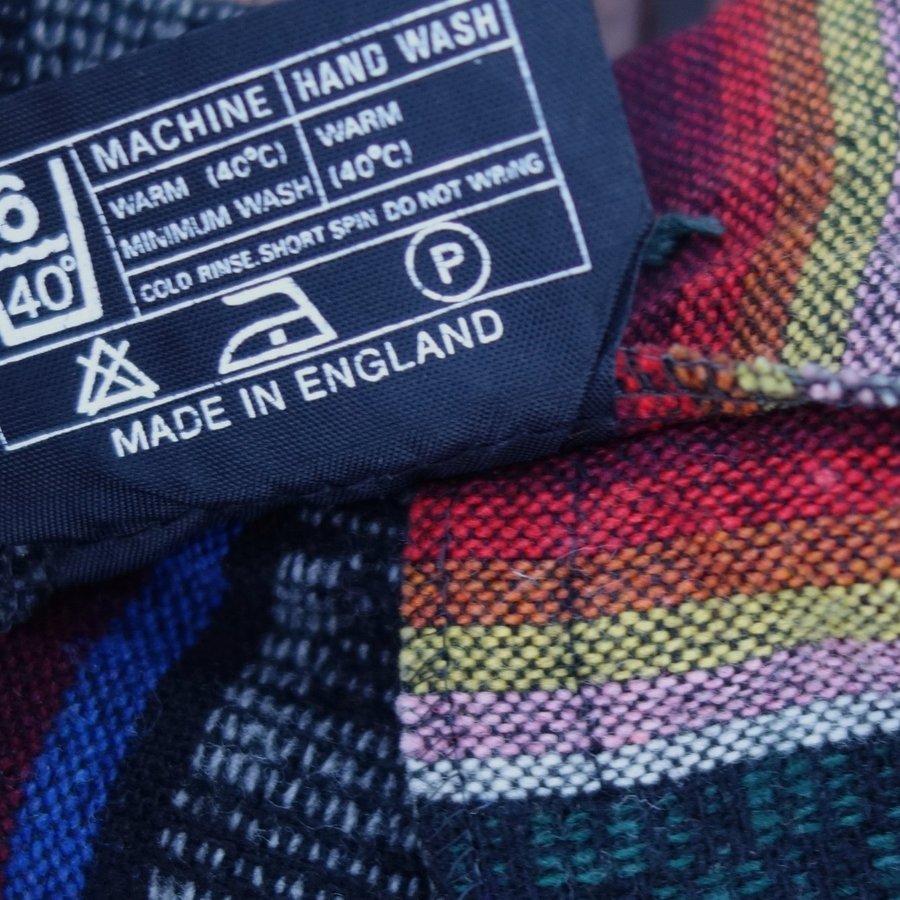 MACHINE HAND WASH
6 WARM (40°C) WARM
40° MINIMUM WASH (40°C)
COLD RINSE.SHORT SPIN DO NOT WRING
P
MADE IN ENGLAND